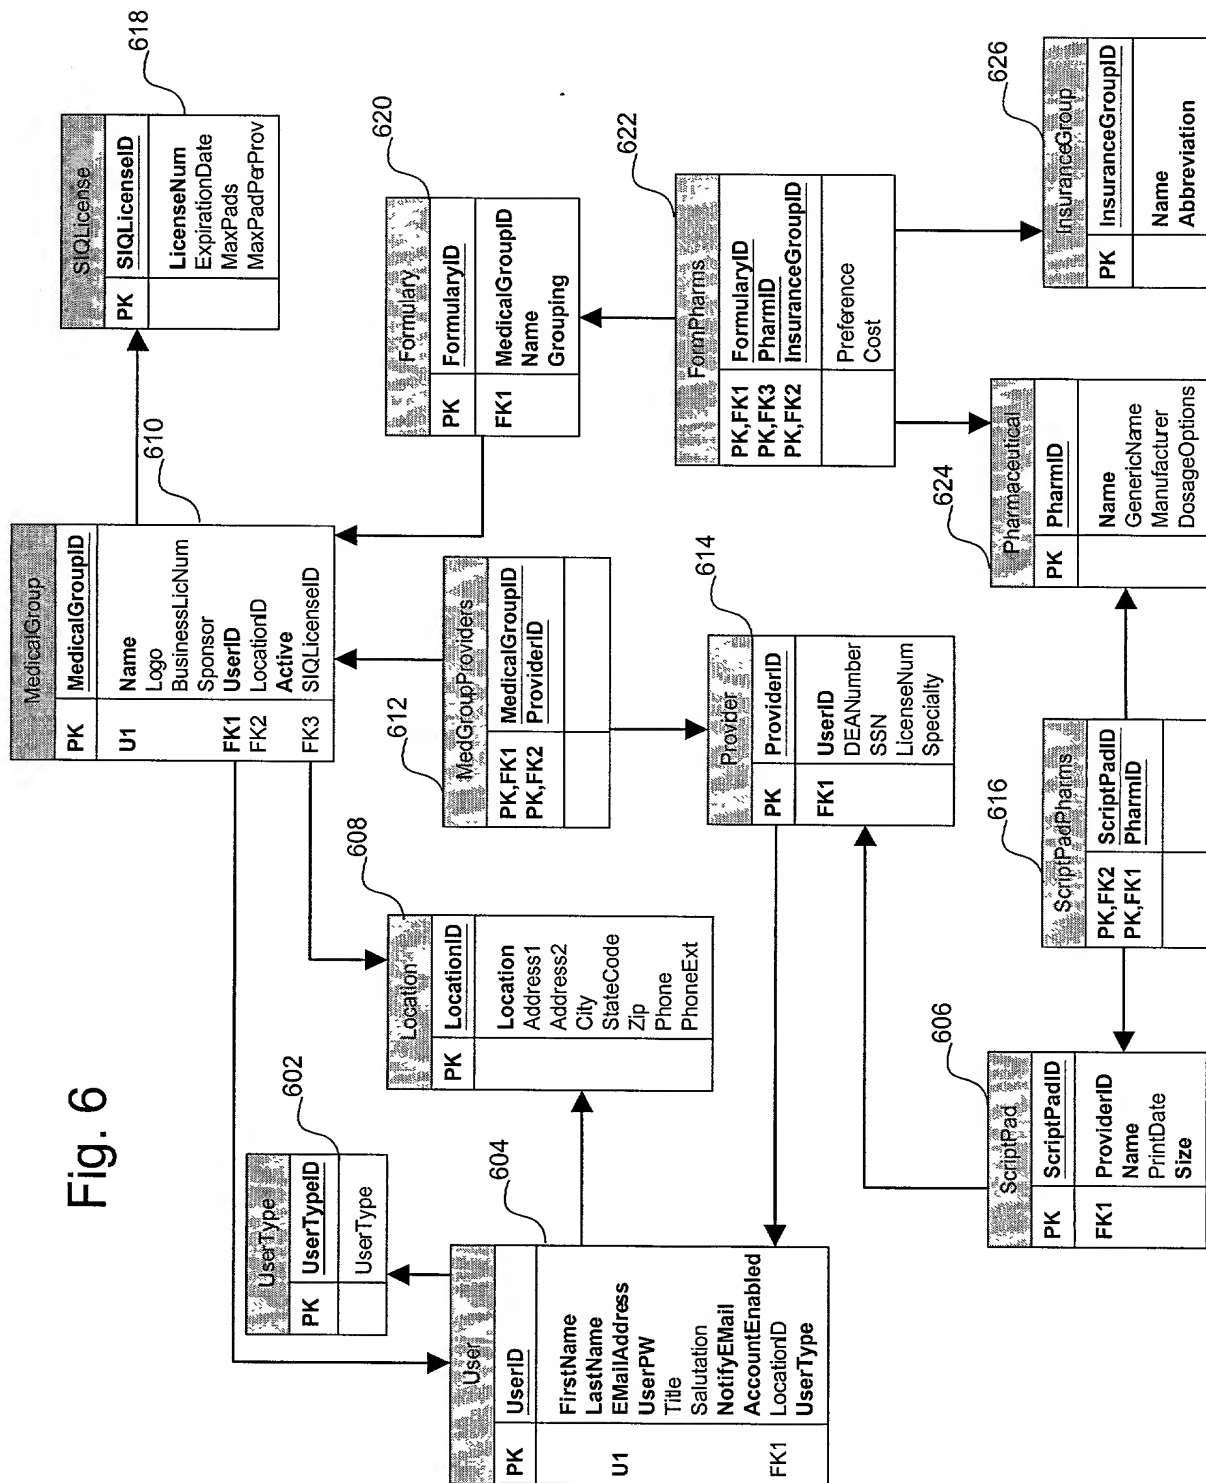 Fig. 6
MedicalGroup
PK MedicalGroupID
U1 Name
Logo
BusinessLicNum
Sponsor
FK1 UserID
FK2 LocationID
Active
FK3 SIQLicenseID
610
SIQLicense
PK SIQLicenseID
LicenseNum
ExpirationDate
MaxPads
MaxPadPerProv
618
UserType
PK UserTypeID
UserType
602
Location
PK LocationID
Location
Address1
Address2
City
StateCode
Zip
Phone
PhoneExt
608
MedGroupProviders
PK,FK1 MedicalGroupID
PK,FK2 ProviderID
612
Formulary
PK FormularyID
FK1 MedicalGroupID
Name
Grouping
620
User
PK UserID
FirstName
LastName
U1 EMailAddress
UserPW
Title
Salutation
NotifyEMail
AccountEnabled
FK1 LocationID
UserType
604
Provider
PK ProviderID
FK1 UserID
DEANumber
SSN
LicenseNum
Specialty
614
FormPharms
PK,FK1 FormularyID
PK,FK3 PharmID
PK,FK2 InsuranceGroupID
Preference
Cost
622
ScriptPad
PK ScriptPadID
FK1 ProviderID
Name
PrintDate
Size
606
ScriptPadPharms
PK,FK2 ScriptPadID
PK,FK1 PharmID
616
Pharmaceutical
PK PharmID
Name
GenericName
Manufacturer
DosageOptions
624
InsuranceGroup
PK InsuranceGroupID
Name
Abbreviation
626